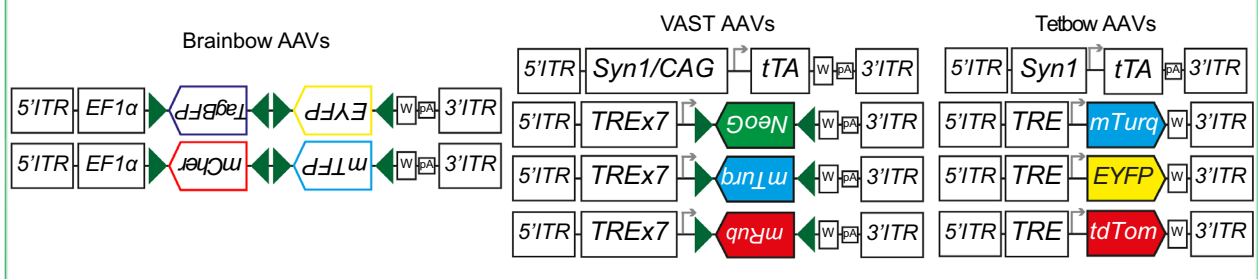 Brainbow AAVs
5'ITR EF1α TagBFP EYFP W pA 3'ITR
5'ITR EF1α mCher mTFP W pA 3'ITR
VAST AAVs
5'ITR Syn1/CAG tTA W pA 3'ITR
5'ITR TREx7 NeoG W pA 3'ITR
5'ITR TREx7 mTurq W pA 3'ITR
5'ITR TREx7 mRub W pA 3'ITR
Tetbow AAVs
5'ITR Syn1 tTA pA 3'ITR
5'ITR TRE mTurq W 3'ITR
5'ITR TRE EYFP W 3'ITR
5'ITR TRE tdTom W 3'ITR